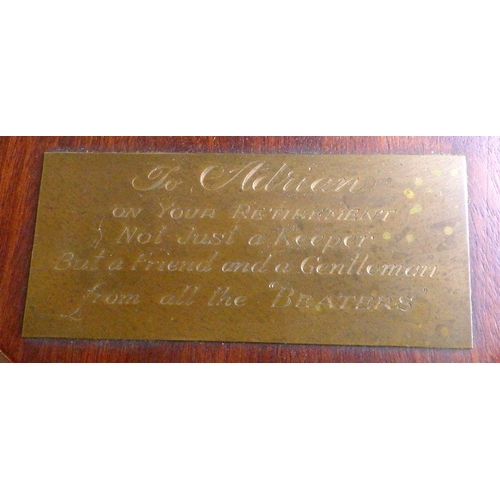 To Adrian
ON YOUR RETIREMENT
Not Just a Keeper
But a Friend and a Gentleman
from all the BEATERS